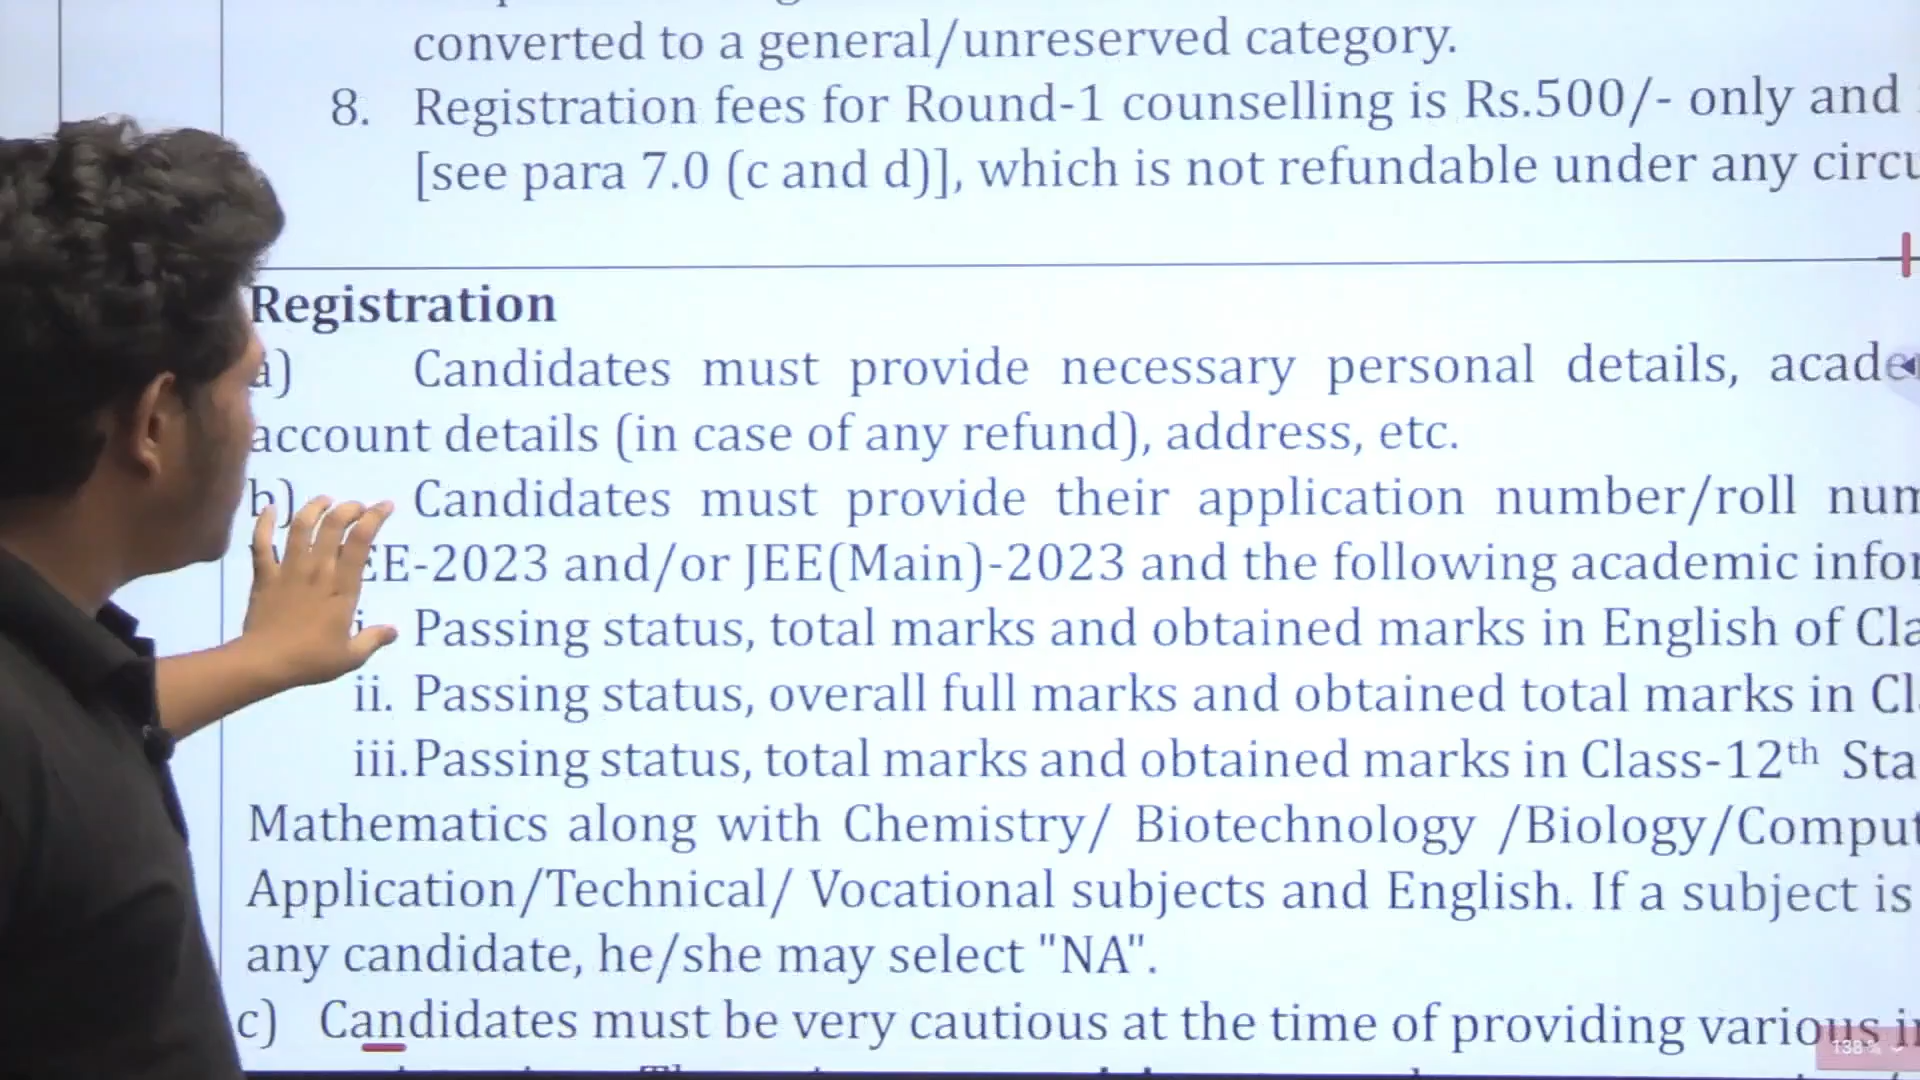 converted to a general/unreserved category.
8. Registration fees for Round-1 counselling is Rs.500/- only and
[see para 7.0 (c and d)], which is not refundable under any circu
Registration
a) Candidates must provide necessary personal details, acade
account details (in case of any refund), address, etc.
b) Candidates must provide their application number/roll num
EE-2023 and/or JEE(Main)-2023 and the following academic infor
i. Passing status, total marks and obtained marks in English of Cla
ii. Passing status, overall full marks and obtained total marks in Cl
iii. Passing status, total marks and obtained marks in Class-12th Sta
Mathematics along with Chemistry/ Biotechnology /Biology/Comput
Application/Technical/ Vocational subjects and English. If a subject is
any candidate, he/she may select "NA".
c) Candidates must be very cautious at the time of providing various in
138 %